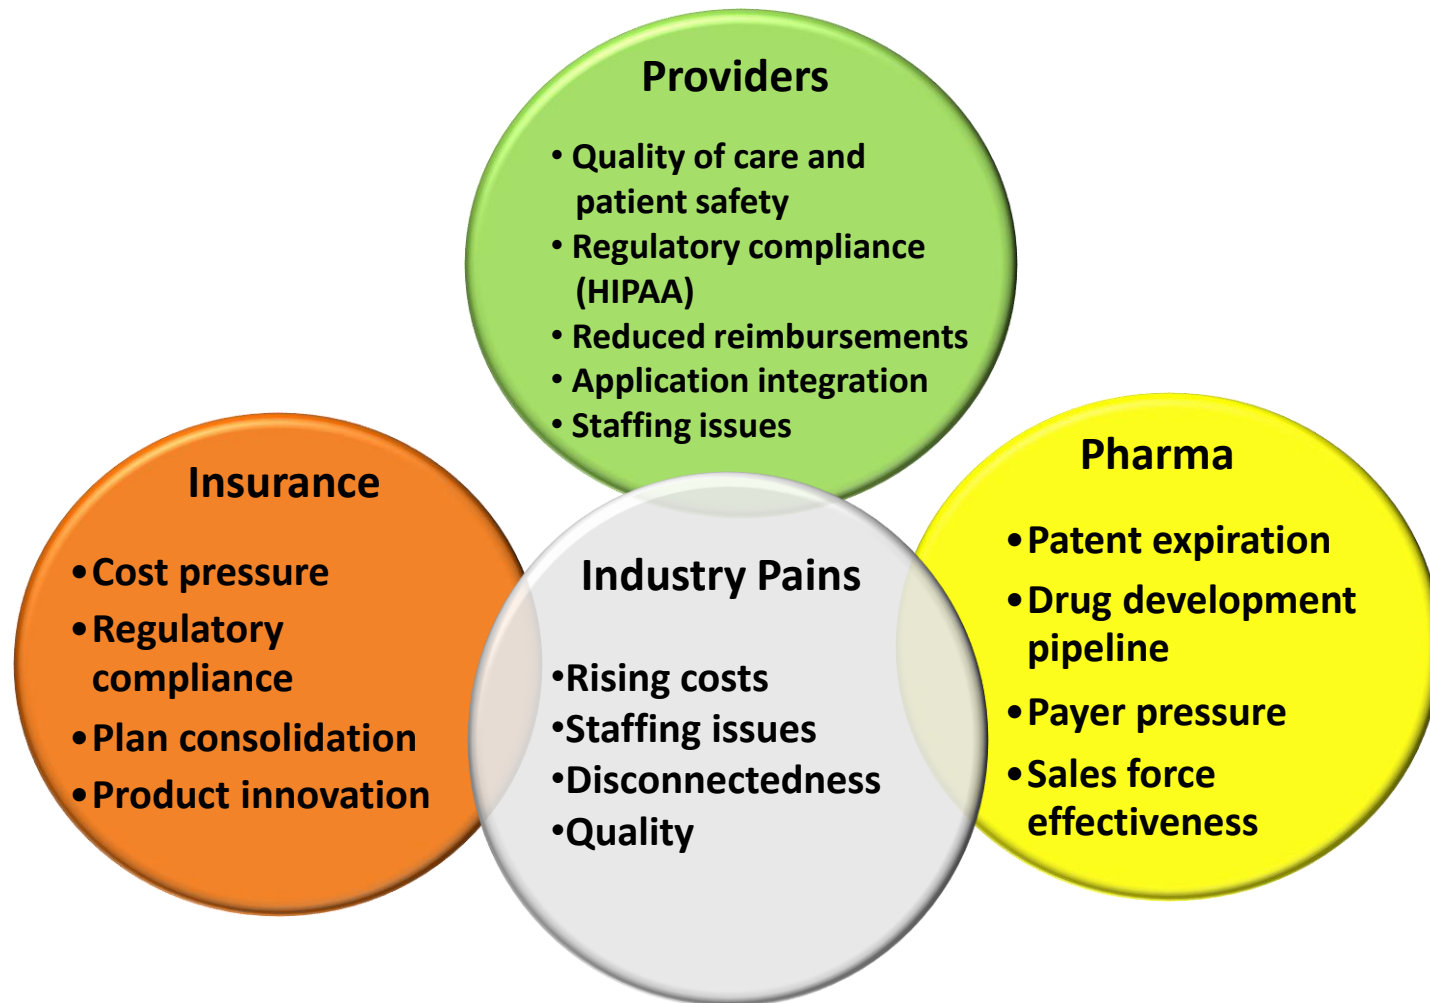 Providers
• Quality of care and
patient safety
• Regulatory compliance
(HIPAA)
• Reduced reimbursements
• Application integration
• Staffing issues
Insurance
•Cost pressure
•Regulatory
compliance
•Plan consolidation
•Product innovation
Industry Pains
•Rising costs
•Staffing issues
•Disconnectedness
•Quality
Pharma
•Patent expiration
•Drug development
pipeline
•Payer pressure
•Sales force
effectiveness